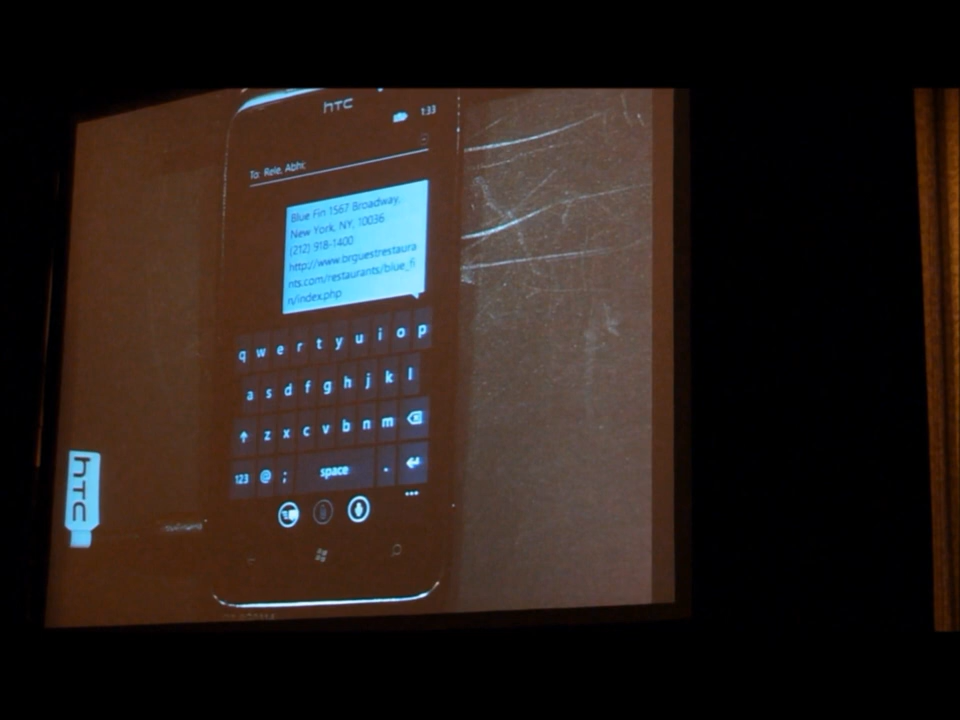 hTC
1:33
To: Rele, Abhi;
Blue Fin 1567 Broadway,
New York, NY, 10036
(212) 918-1400
http://www.brguestrestaura
nts.com/restaurants/blue_fi
n/index.php
q w e r t y u i o p
a s d f g h j k l
z x c v b n m
123 @ ; space .
hTC